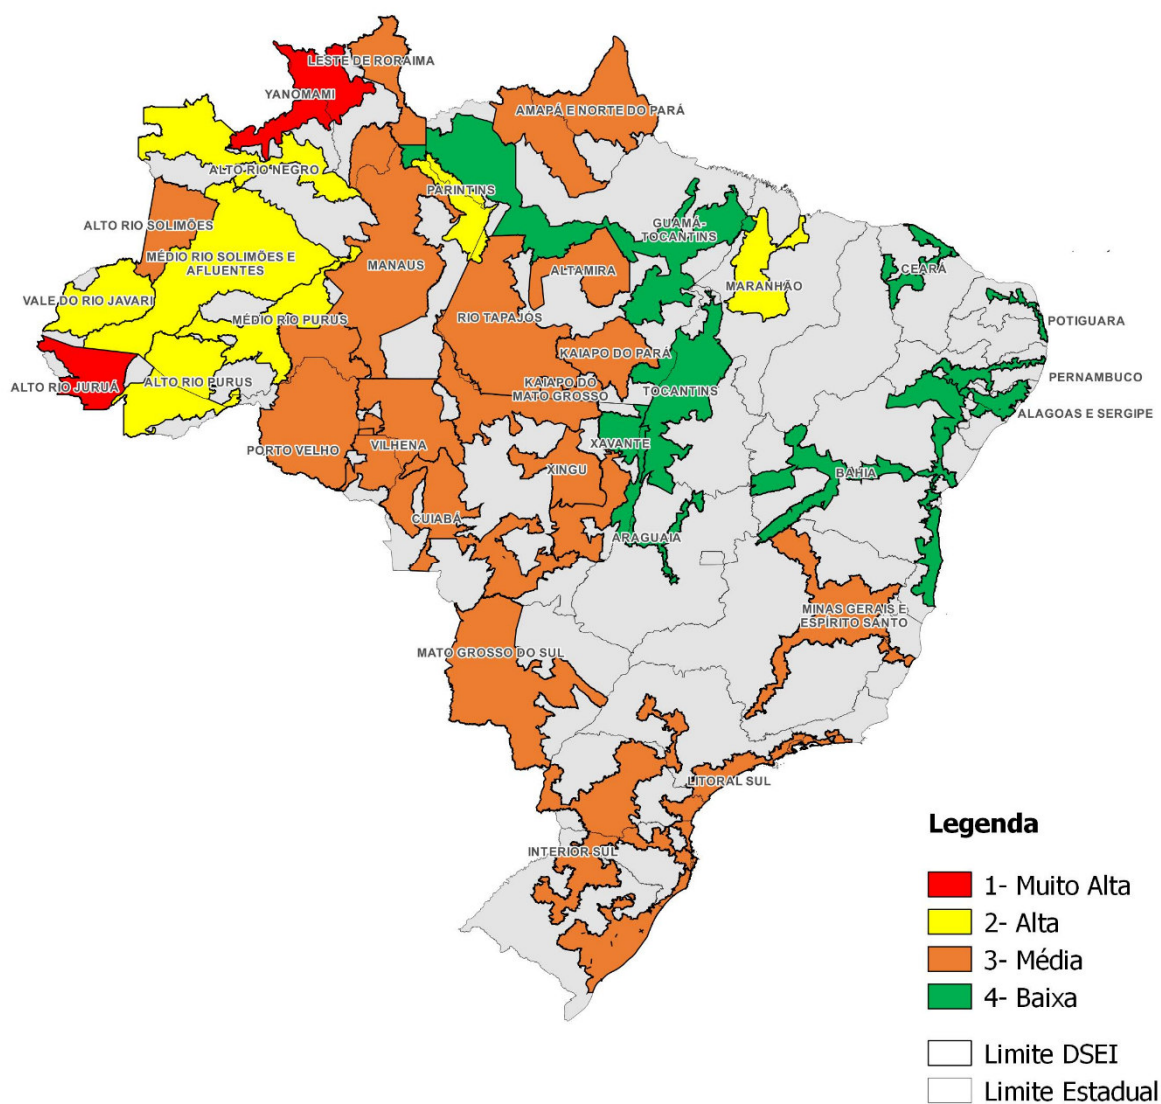 LESTE DE RORAIMA
YANOMAMI
AMAPÁ E NORTE DO PARÁ
ALTO RIO NEGRO
PARINTINS
ALTO RIO SOLIMÕES
GUAMÁ-
TOCANTINS
MÉDIO RIO SOLIMÕES E
AFLUENTES
MANAUS
ALTAMIRA
CEARÁ
MARANHÃO
VALE DO RIO JAVARI
MÉDIO RIO PURUS
RIO TAPAJÓS
POTIGUARA
KAIAPO DO PARÁ
PERNAMBUCO
ALTO RIO JURUÁ
ALTO RIO PURUS
KAIAPO DO
MATO GROSSO
TOCANTINS
ALAGOAS E SERGIPE
PORTO VELHO
VILHENA
XAVANTE
XINGU
BAHIA
CUIABÁ
ARAGUAIA
MINAS GERAIS E
ESPÍRITO SANTO
MATO GROSSO DO SUL
LITORAL SUL
INTERIOR SUL
Legenda
1- Muito Alta
2- Alta
3- Média
4- Baixa
Limite DSEI
Limite Estadual